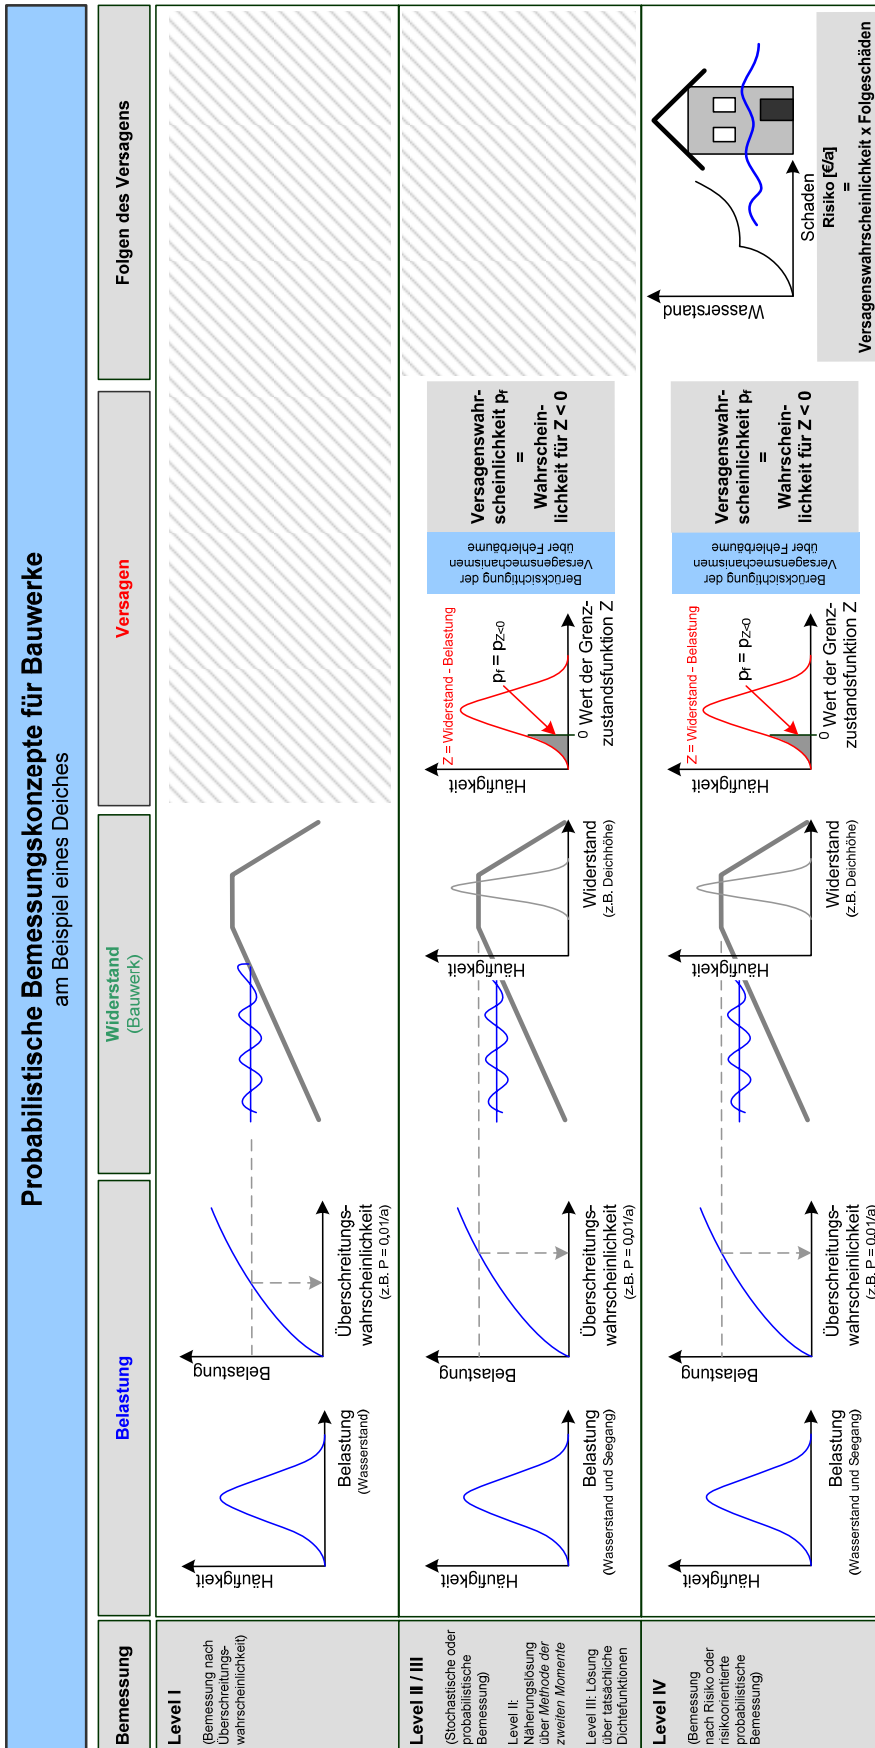 Probabilistische Bemessungskonzepte für Bauwerke
am Beispiel eines Deiches
Bemessung
Belastung
Widerstand
(Bauwerk)
Versagen
Folgen des Versagens
Level I
(Bemessung nach
Überschreitungs-
wahrscheinlichkeit)
Häufigkeit
Belastung
(Wasserstand)
Belastung
Überschreitungs-
wahrscheinlichkeit
(z.B. P = 0,01/a)
Level II / III
(Stochastische oder
probabilistische
Bemessung)
Level II:
Näherungslösung
über Methode der
zweiten Momente
Level III: Lösung
über tatsächliche
Dichtefunktionen
Häufigkeit
Belastung
(Wasserstand und Seegang)
Belastung
Überschreitungs-
wahrscheinlichkeit
(z.B. P = 0,01/a)
Häufigkeit
Widerstand
(z.B. Deichhöhe)
Häufigkeit
Z = Widerstand - Belastung
pf = pZ<0
0
Wert der Grenz-
zustandsfunktion Z
Berücksichtigung der
Versagensmechanismen
über Fehlerbäume
Versagenswahr-
scheinlichkeit pf
=
Wahrschein-
lichkeit für Z < 0
Level IV
(Bemessung
nach Risiko oder
risikoorientierte
probabilistische
Bemessung)
Häufigkeit
Belastung
(Wasserstand und Seegang)
Belastung
Überschreitungs-
wahrscheinlichkeit
(z.B. P = 0,01/a)
Häufigkeit
Widerstand
(z.B. Deichhöhe)
Häufigkeit
Z = Widerstand - Belastung
pf = pZ<0
0
Wert der Grenz-
zustandsfunktion Z
Berücksichtigung der
Versagensmechanismen
über Fehlerbäume
Versagenswahr-
scheinlichkeit pf
=
Wahrschein-
lichkeit für Z < 0
Wasserstand
Schaden
Risiko [€/a]
=
Versagenswahrscheinlichkeit x Folgeschäden